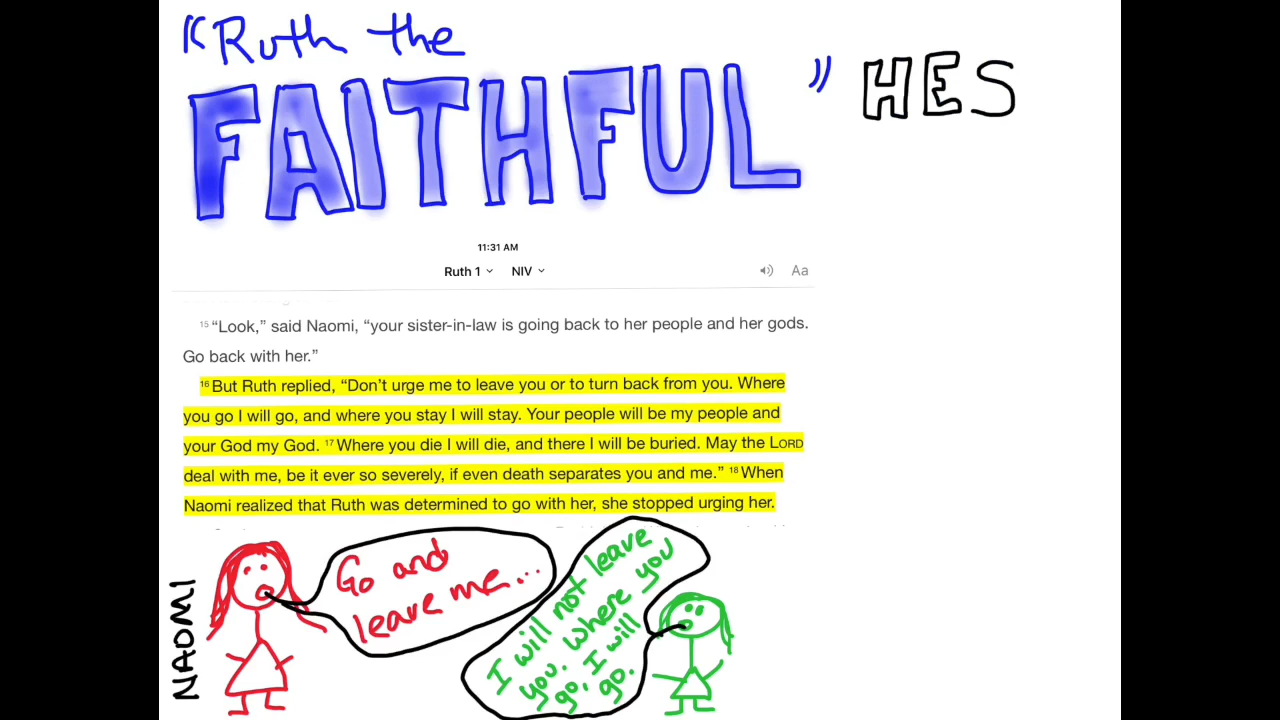 "Ruth the
FAITHFUL" HES
11:31 AM
Ruth 1 NIV Aa
15 “Look,” said Naomi, “your sister-in-law is going back to her people and her gods.
Go back with her.”
16 But Ruth replied, “Don’t urge me to leave you or to turn back from you. Where
you go I will go, and where you stay I will stay. Your people will be my people and
your God my God. 17 Where you die I will die, and there I will be buried. May the LORD
deal with me, be it ever so severely, if even death separates you and me.” 18 When
Naomi realized that Ruth was determined to go with her, she stopped urging her.
NAOMI
Go and
leave me...
I will not leave
you. Where you
go, I will
go.